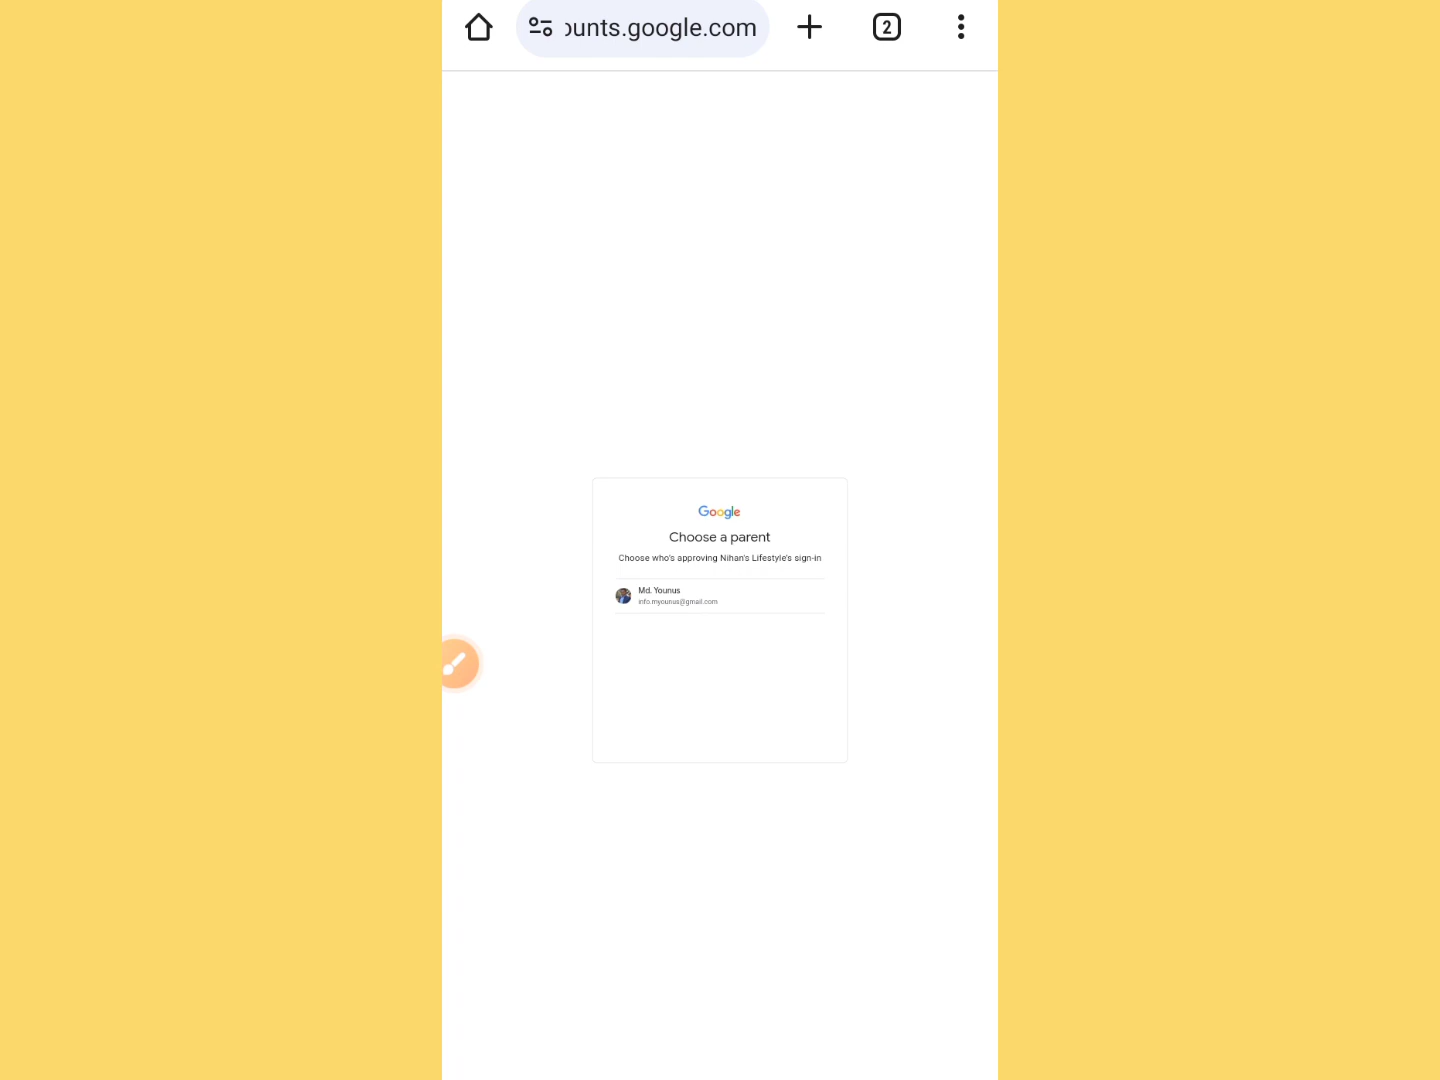 ounts.google.com
2
Google
Choose a parent
Choose who's approving Nihan's Lifestyle's sign-in
Md. Younus
info.myounus@gmail.com